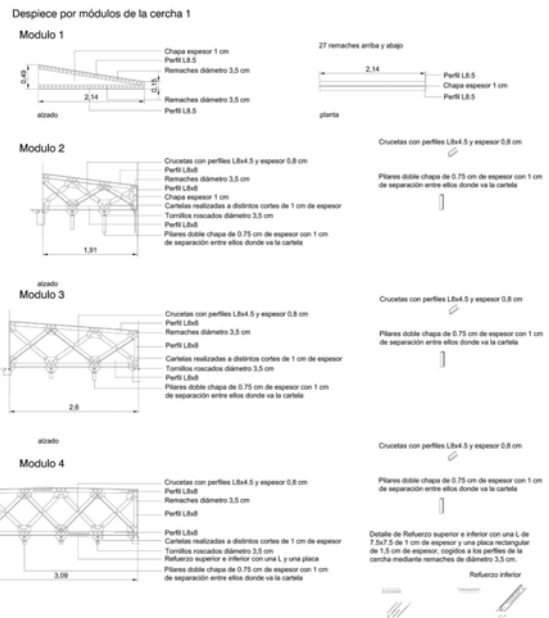 Despiece por módulos de la cercha 1
Modulo 1
Chapa espesor 1 cm
Perfil L8.5
Remaches diámetro 3,5 cm
0,49
0,15
2,14
Remaches diámetro 3,5 cm
Perfil L8.5
alzado
27 remaches arriba y abajo
2,14
Perfil L8.5
Chapa espesor 1 cm
Perfil L8.5
planta
Modulo 2
Crucetas con perfiles L8x4.5 y espesor 0,8 cm
Perfil L8x8
Remaches diámetro 3,5 cm
Perfil L8x8
Chapa espesor 1 cm
Cartelas realizadas a distintos cortes de 1 cm de espesor
Tornillos roscados diámetro 3,5 cm
Perfil L8x8
Pilares doble chapa de 0.75 cm de espesor con 1 cm
de separación entre ellos donde va la cartela
1,91
alzado
Crucetas con perfiles L8x4.5 y espesor 0,8 cm
Pilares doble chapa de 0.75 cm de espesor con 1 cm
de separación entre ellos donde va la cartela
Modulo 3
Crucetas con perfiles L8x4.5 y espesor 0,8 cm
Perfil L8x8
Remaches diámetro 3,5 cm
Perfil L8x8
Cartelas realizadas a distintos cortes de 1 cm de espesor
Tornillos roscados diámetro 3,5 cm
Perfil L8x8
Pilares doble chapa de 0.75 cm de espesor con 1 cm
de separación entre ellos donde va la cartela
2,6
alzado
Crucetas con perfiles L8x4.5 y espesor 0,8 cm
Pilares doble chapa de 0.75 cm de espesor con 1 cm
de separación entre ellos donde va la cartela
Modulo 4
Crucetas con perfiles L8x4.5 y espesor 0,8 cm
Perfil L8x8
Remaches diámetro 3,5 cm
Perfil L8x8
Perfil L8x8
Cartelas realizadas a distintos cortes de 1 cm de espesor
Tornillos roscados diámetro 3,5 cm
Refuerzo superior e inferior con una L y una placa
Pilares doble chapa de 0.75 cm de espesor con 1 cm
de separación entre ellos donde va la cartela
3,09
Crucetas con perfiles L8x4.5 y espesor 0,8 cm
Pilares doble chapa de 0.75 cm de espesor con 1 cm
de separación entre ellos donde va la cartela
Detalle de Refuerzo superior e inferior con una L de
7.5x7.5 de 1 cm de espesor y una placa rectangular
de 1,5 cm de espesor, cogidos a los perfiles de la
cercha mediante remaches de diámetro 3,5 cm.
Refuerzo inferior